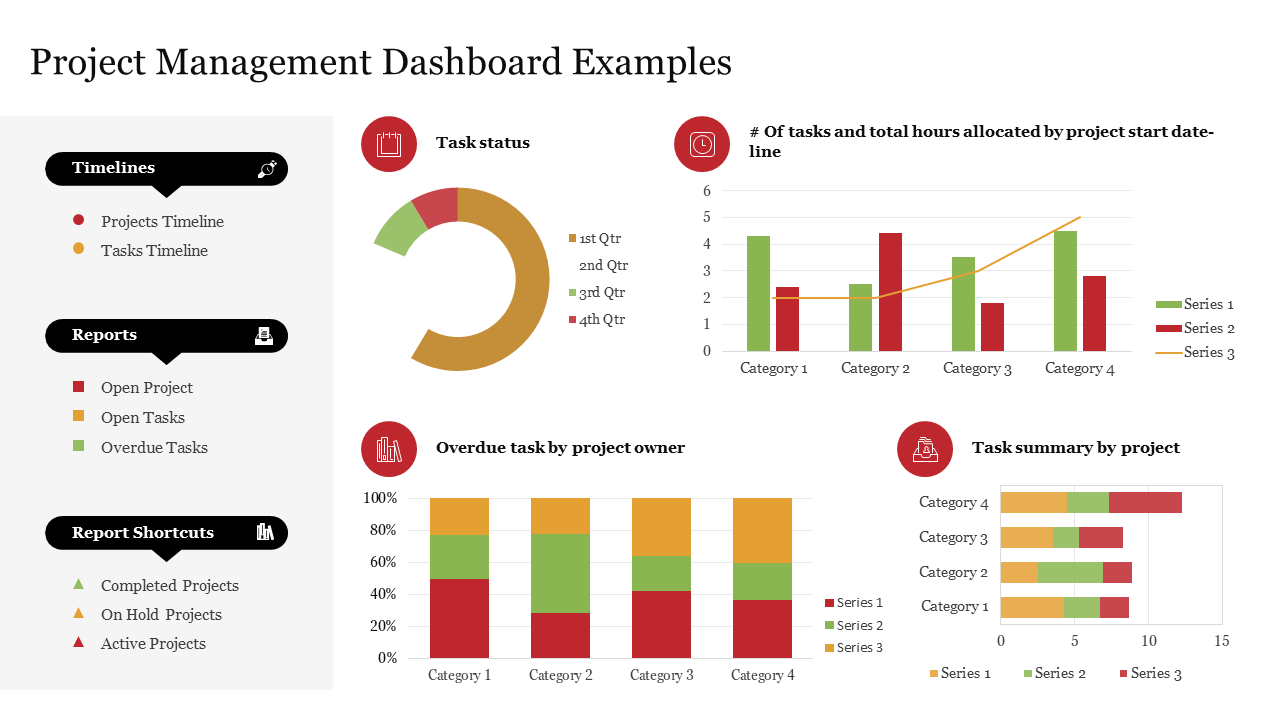 Project Management Dashboard Examples
Timelines
Projects Timeline
Tasks Timeline
Reports
Open Project
Open Tasks
Overdue Tasks
Report Shortcuts
Completed Projects
On Hold Projects
Active Projects
Task status
1st Qtr
2nd Qtr
3rd Qtr
4th Qtr
# Of tasks and total hours allocated by project start date-
line
6
5
4
3
2
1
0
Category 1 Category 2 Category 3 Category 4
Series 1
Series 2
Series 3
Overdue task by project owner
100%
80%
60%
40%
20%
0%
Category 1 Category 2 Category 3 Category 4
Series 1
Series 2
Series 3
Task summary by project
Category 4
Category 3
Category 2
Category 1
0 5 10 15
Series 1 Series 2 Series 3